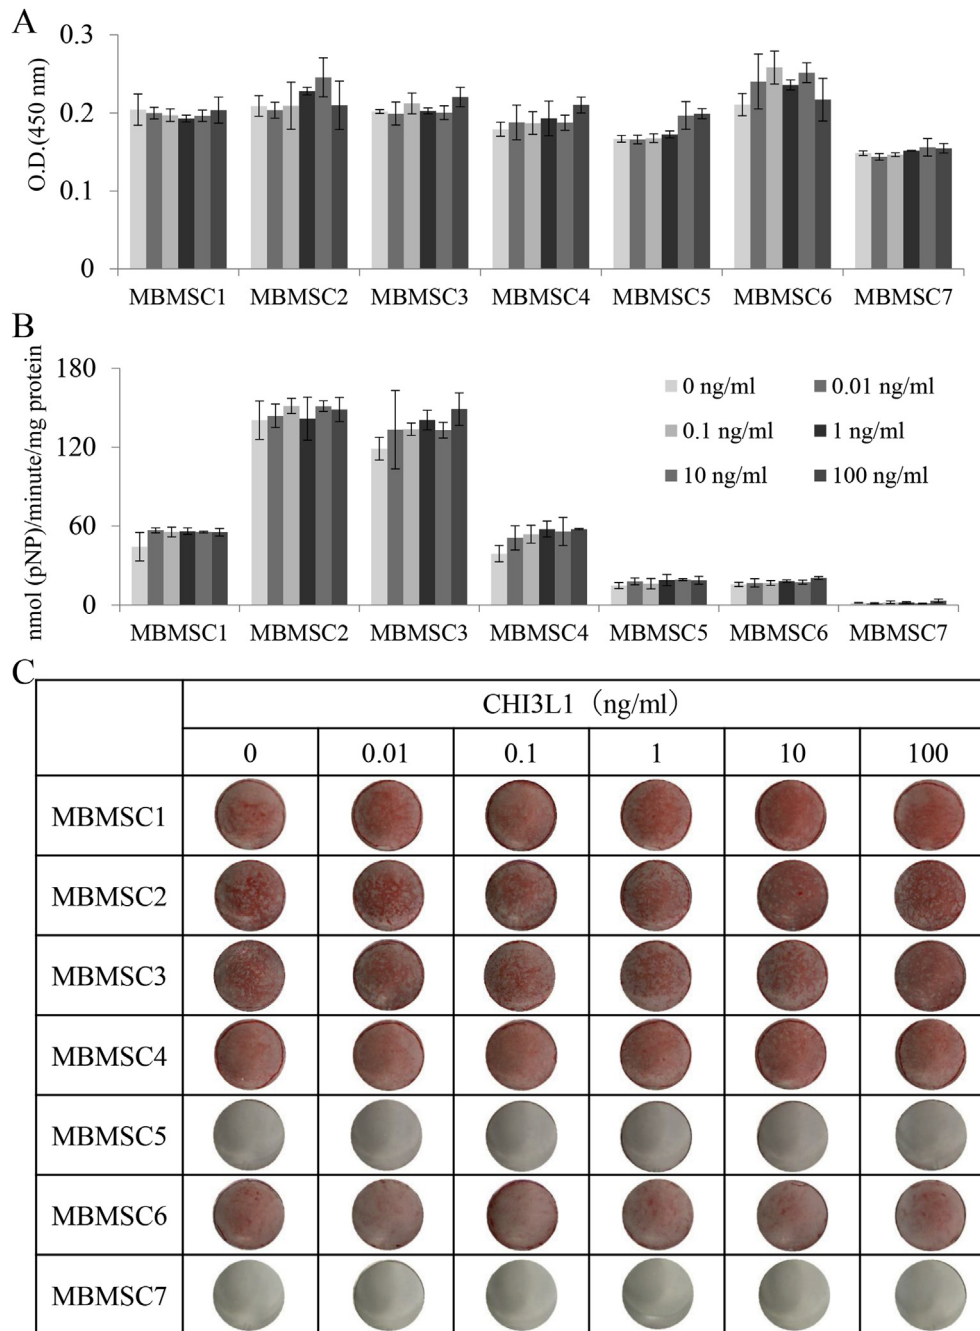 A
O.D.(450 nm)
0.3
0.2
0.1
0
MBMSC1 MBMSC2 MBMSC3 MBMSC4 MBMSC5 MBMSC6 MBMSC7
B
nmol (pNP)/minute/mg protein
180
120
60
0
0 ng/ml 0.01 ng/ml
0.1 ng/ml 1 ng/ml
10 ng/ml 100 ng/ml
MBMSC1 MBMSC2 MBMSC3 MBMSC4 MBMSC5 MBMSC6 MBMSC7
C
CHI3L1（ng/ml）
0 0.01 0.1 1 10 100
MBMSC1
MBMSC2
MBMSC3
MBMSC4
MBMSC5
MBMSC6
MBMSC7